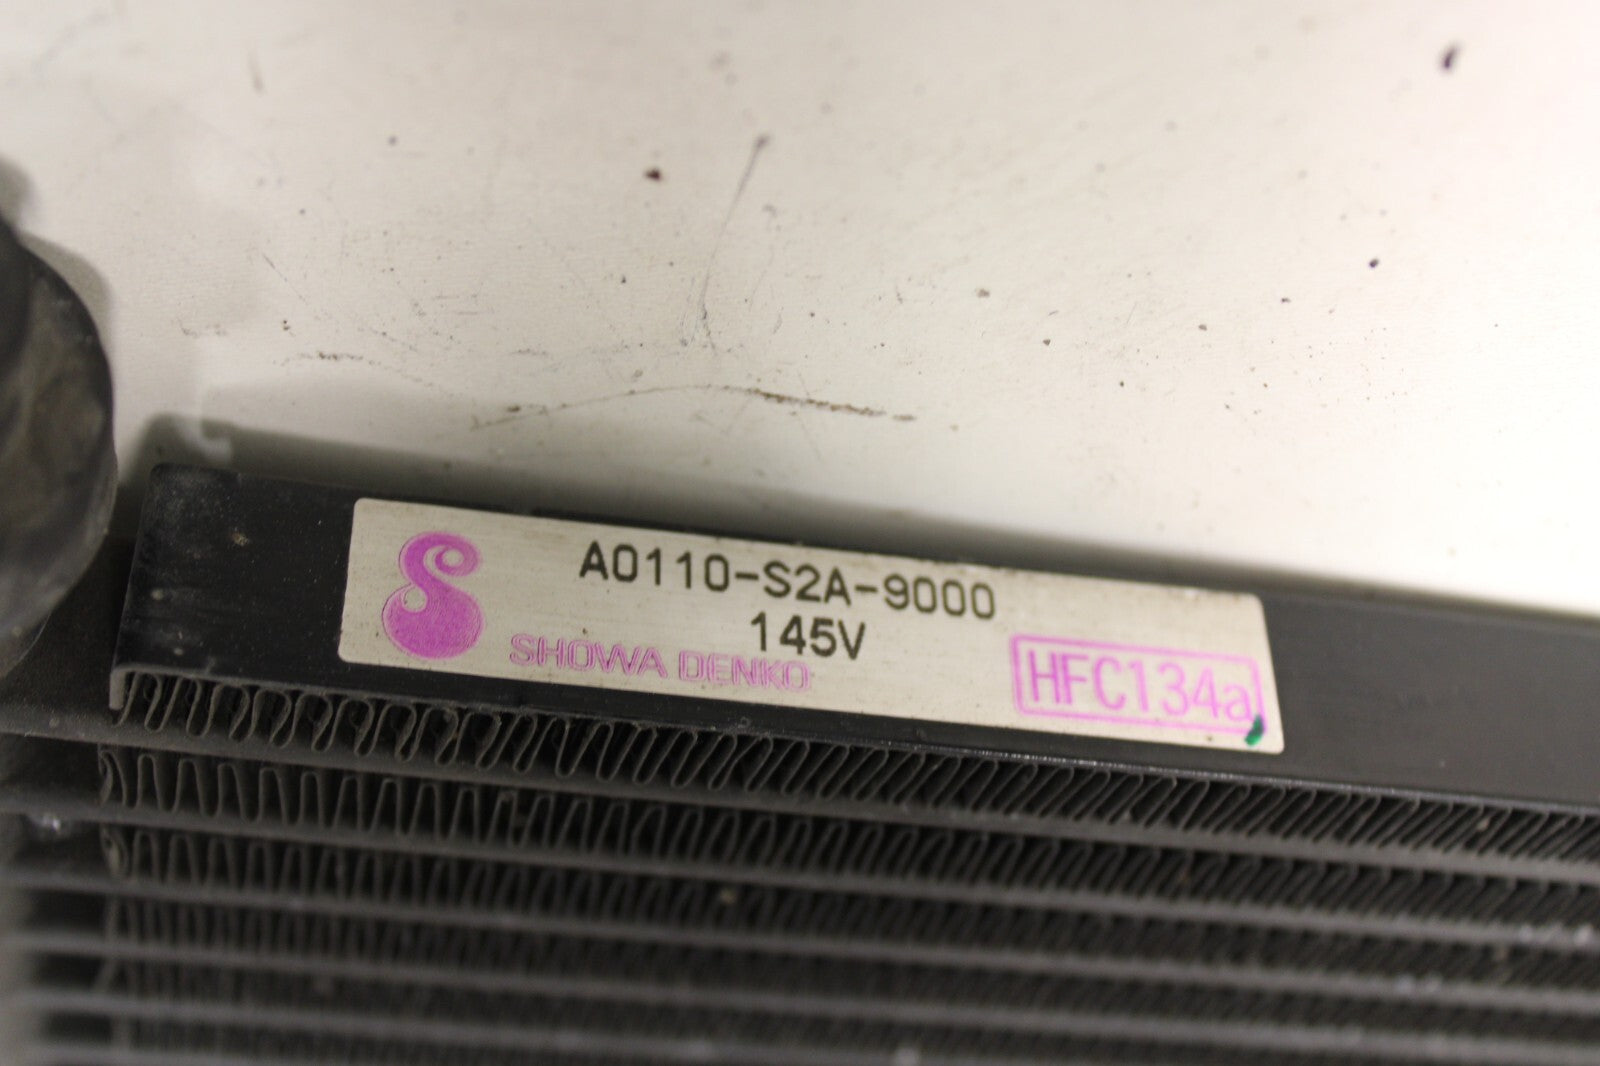 A0110-S2A-9000
145V
SHOWA DENKO
HFC134a